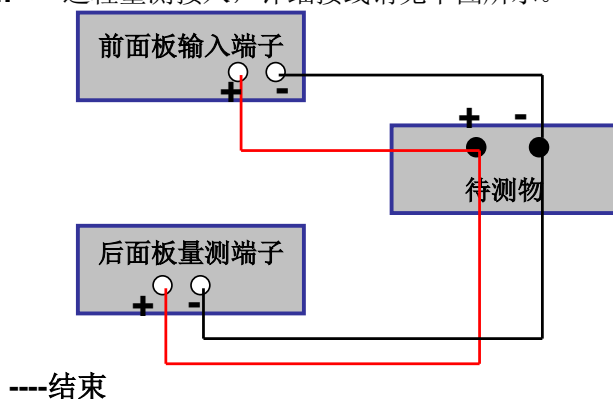 前面板输入端子
+ -
+ -
待测物
后面板量测端子
+ -
----结束